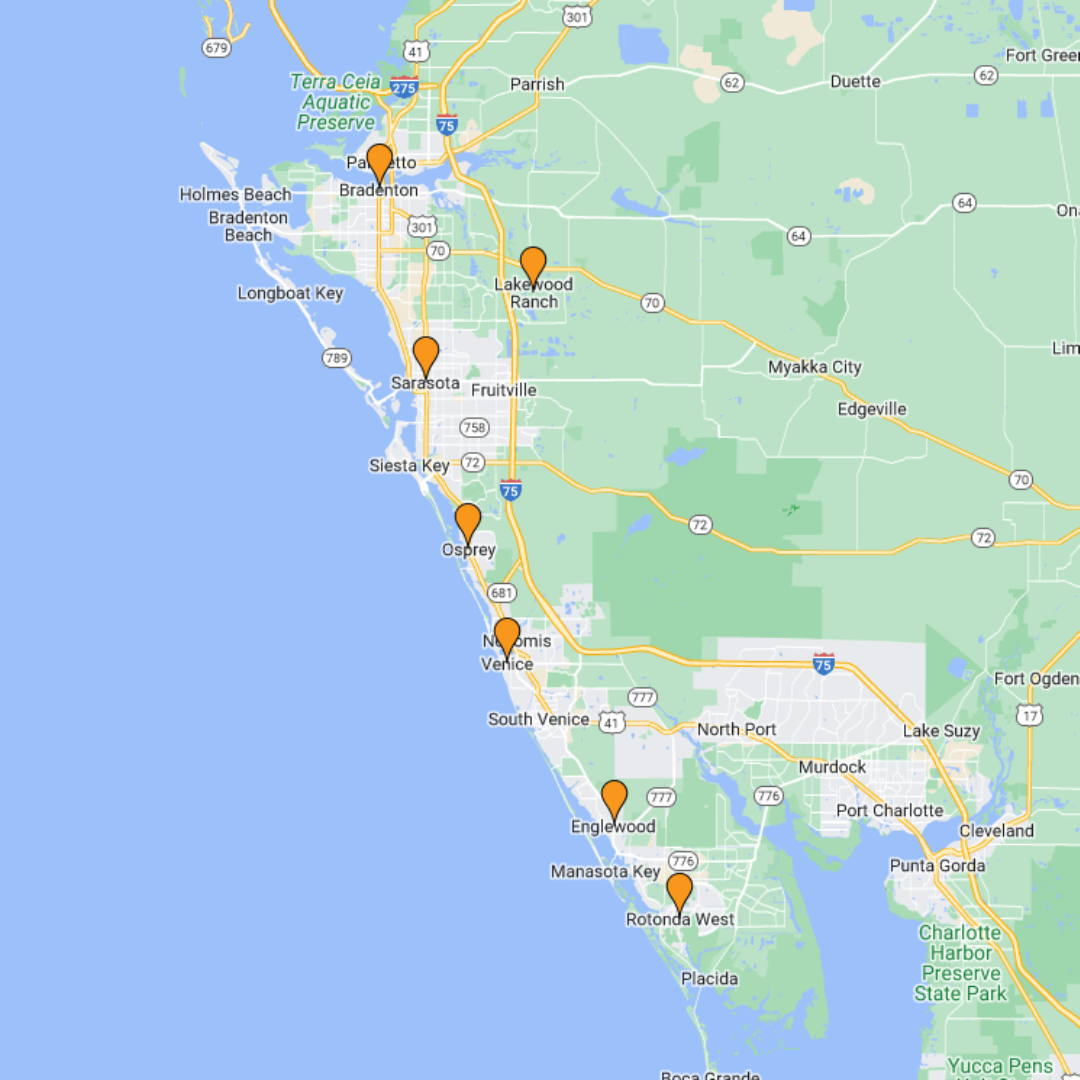 301
679
41
Fort Green
Terra Ceia
Aquatic
Preserve
275
Parrish
62
Duette
62
75
Palmetto
Holmes Beach
Bradenton
Bradenton
Beach
301
64
64
70
Lakewood
Ranch
Longboat Key
70
789
Sarasota
Fruitville
Myakka City
Lim
Edgeville
758
Siesta Key
72
70
75
72
72
Osprey
681
Nokomis
Venice
75
Fort Ogden
777
17
South Venice
41
North Port
Lake Suzy
Murdock
777
776
Port Charlotte
Englewood
Cleveland
776
Manasota Key
Punta Gorda
Rotonda West
Charlotte
Harbor
Preserve
State Park
Placida
Yucca Pens
Boca Grande